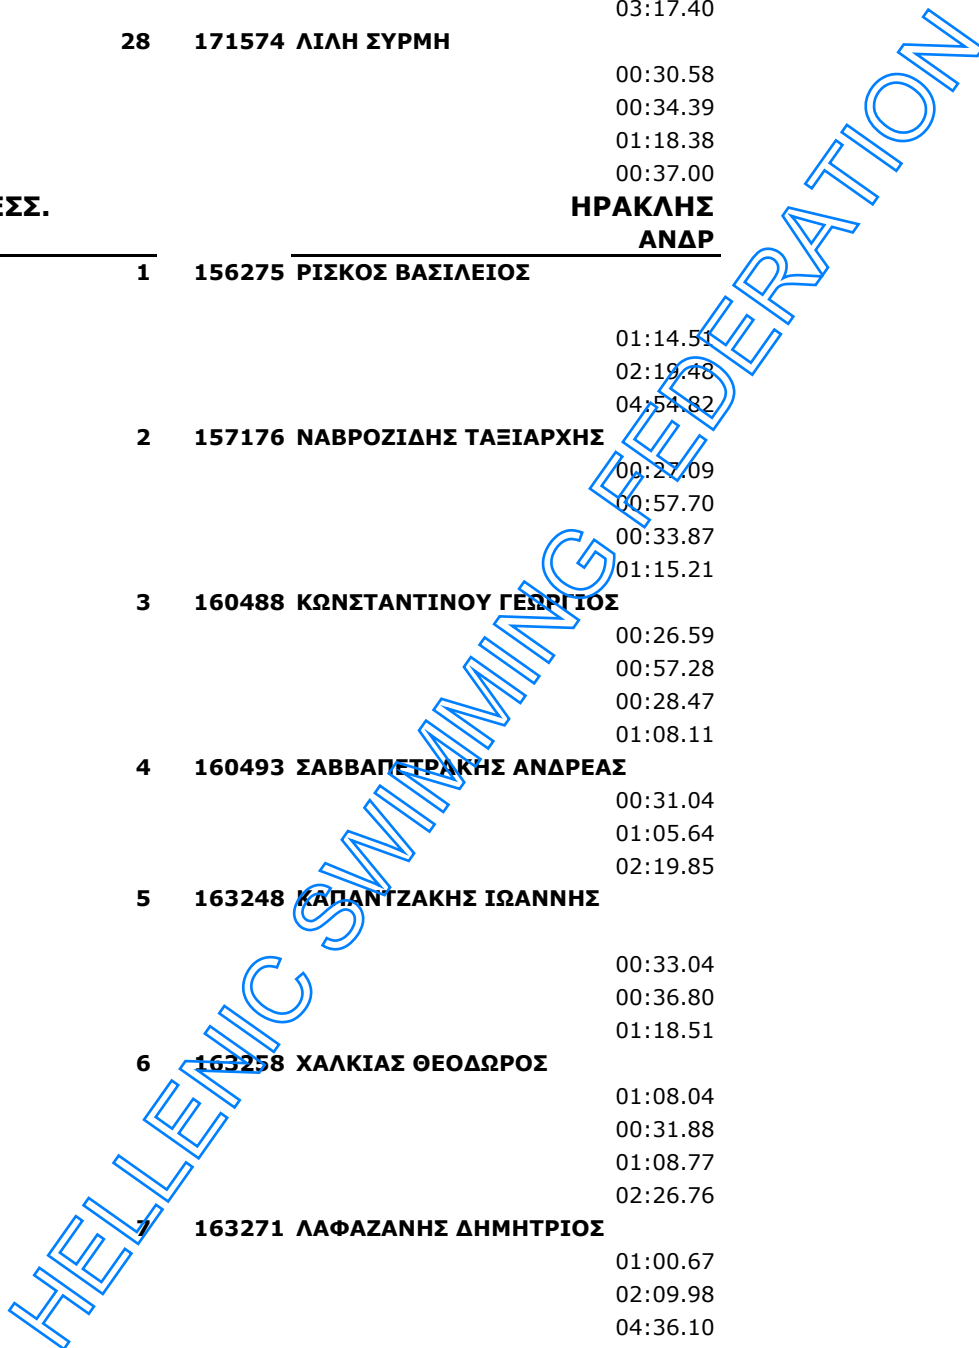 03:17.40
28 171574 ΛΙΛΗ ΣΥΡΜΗ
00:30.58
00:34.39
01:18.38
00:37.00
ΕΣΣ. ΗΡΑΚΛΗΣ
ΑΝΔΡ
1 156275 ΡΙΣΚΟΣ ΒΑΣΙΛΕΙΟΣ
01:14.51
02:19.48
04:54.82
2 157176 ΝΑΒΡΟΖΙΔΗΣ ΤΑΞΙΑΡΧΗΣ
00:27.09
00:57.70
00:33.87
01:15.21
3 160488 ΚΩΝΣΤΑΝΤΙΝΟΥ ΓΕΩΡΓΙΟΣ
00:26.59
00:57.28
00:28.47
01:08.11
4 160493 ΣΑΒΒΑΠΕΤΡΑΚΗΣ ΑΝΔΡΕΑΣ
00:31.04
01:05.64
02:19.85
5 163248 ΚΑΠΑΝΤΖΑΚΗΣ ΙΩΑΝΝΗΣ
00:33.04
00:36.80
01:18.51
6 163258 ΧΑΛΚΙΑΣ ΘΕΟΔΩΡΟΣ
01:08.04
00:31.88
01:08.77
02:26.76
7 163271 ΛΑΦΑΖΑΝΗΣ ΔΗΜΗΤΡΙΟΣ
01:00.67
02:09.98
04:36.10
HELLENIC SWIMMING FEDERATION